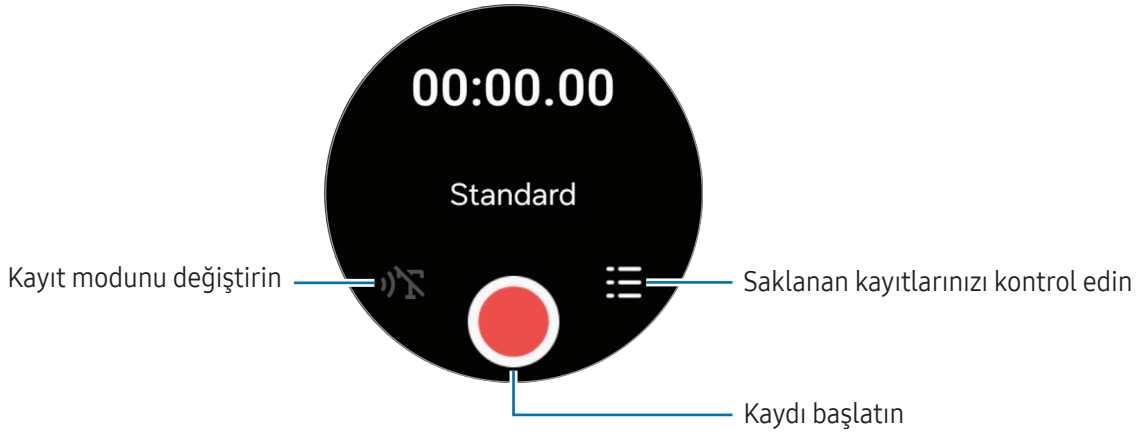 00:00.00
Standard
Kayıt modunu değiştirin
Saklanan kayıtlarınızı kontrol edin
Kaydı başlatın